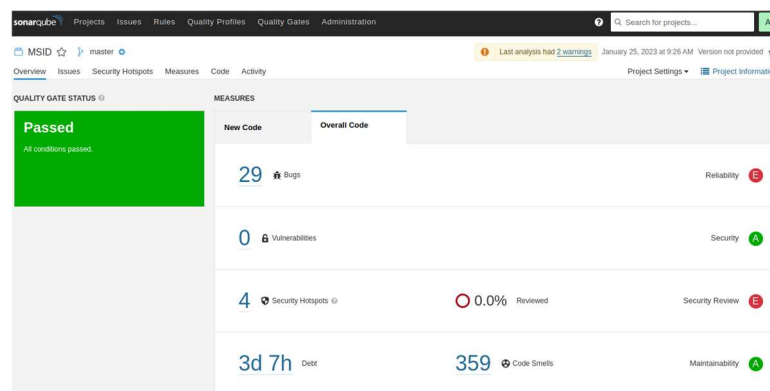 sonarqube Projects Issues Rules Quality Profiles Quality Gates Administration ? Search for projects... A
MSID master Last analysis had 2 warnings January 25, 2023 at 9:26 AM Version not provided
Overview Issues Security Hotspots Measures Code Activity Project Settings Project Informati
QUALITY GATE STATUS MEASURES
Passed
All conditions passed.
New Code Overall Code
29 Bugs Reliability E
0 Vulnerabilities Security A
4 Security Hotspots 0.0% Reviewed Security Review E
3d 7h Debt 359 Code Smells Maintainability A